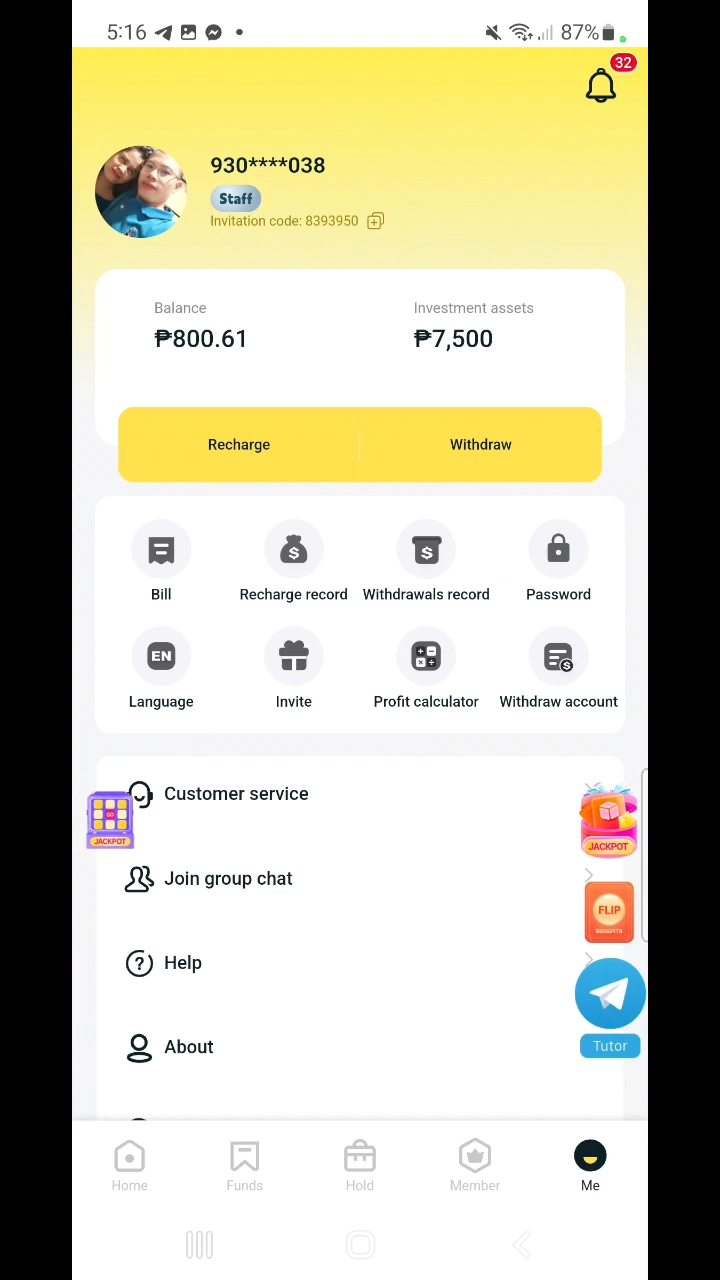 5:16
87%
32
930****038
Staff
Invitation code: 8393950
Balance
Investment assets
₱800.61
₱7,500
Recharge
Withdraw
Bill
Recharge record
Withdrawals record
Password
EN
Language
Invite
Profit calculator
Withdraw account
Customer service
GO
JACKPOT
JACKPOT
Join group chat
FLIP
BENEFITS
Help
Tutor
About
Home
Funds
Hold
Member
Me